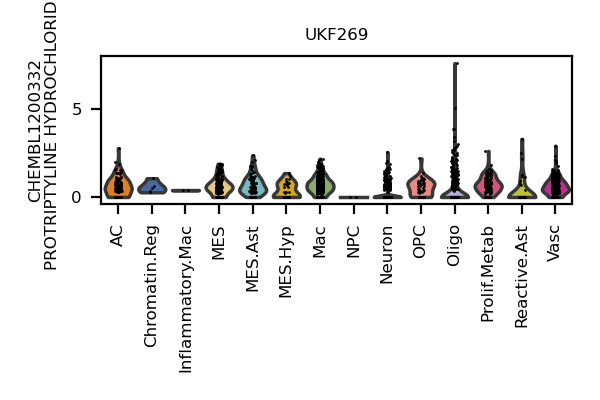 UKF269
CHEMBL1200332
PROTRIPTYLINE HYDROCHLORID
5
0
AC
Chromatin.Reg
Inflammatory.Mac
MES
MES.Ast
MES.Hyp
Mac
NPC
Neuron
OPC
Oligo
Prolif.Metab
Reactive.Ast
Vasc